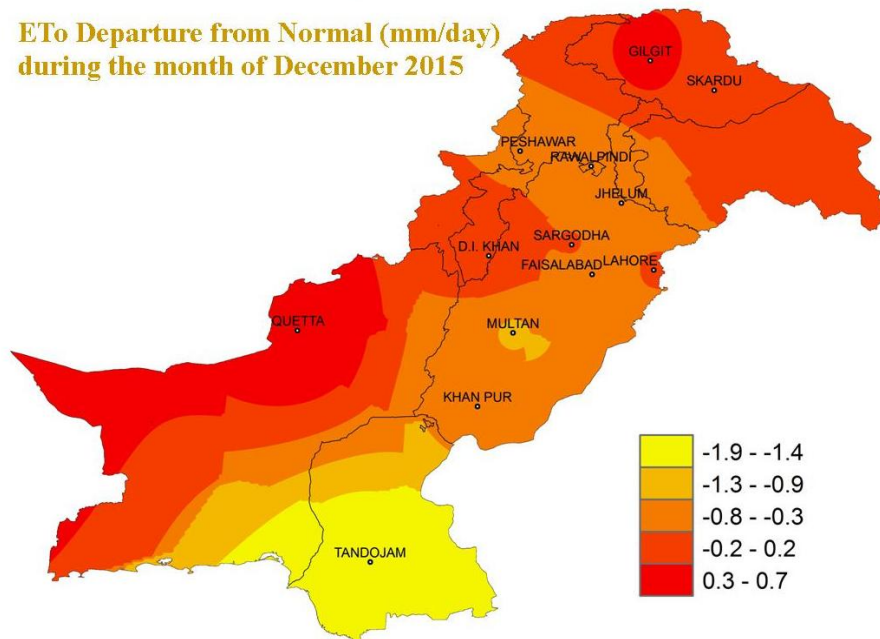 ETo Departure from Normal (mm/day)
during the month of December 2015
GILGIT
SKARDU
PESHAWAR
RAWALPINDI
JHELUM
SARGODHA
D.I. KHAN
LAHORE
FAISALABAD
QUETTA
MULTAN
KHAN PUR
TANDOJAM
-1.9 - -1.4
-1.3 - -0.9
-0.8 - -0.3
-0.2 - 0.2
0.3 - 0.7